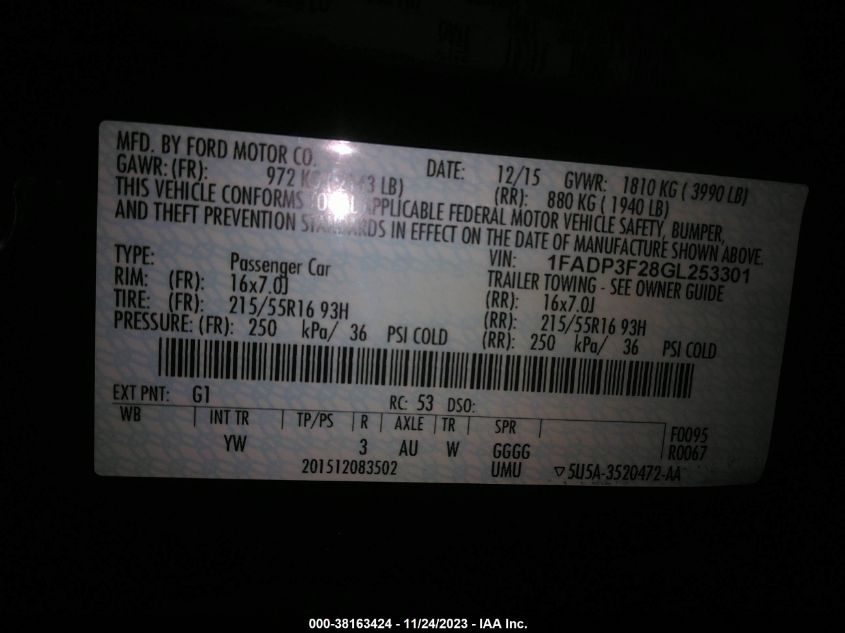 MFD. BY FORD MOTOR CO. DATE: 12/15 GVWR: 1810 KG ( 3990 LB)
GAWR: (FR): 972 LB) (RR): 880 KG ( 1940 LB)
THIS VEHICLE CONFORMS APPLICABLE FEDERAL MOTOR VEHICLE SAFETY, BUMPER,
AND THEFT PREVENTION STANDARDS IN EFFECT ON THE DATE OF MANUFACTURE SHOWN ABOVE.
VIN: 1FADP3F28GL253301
TYPE: Passenger Car TRAILER TOWING - SEE OWNER GUIDE
RIM: (FR): 16x7.0J (RR): 16x7.0J
TIRE: (FR): 215/55R16 93H (RR): 215/55R16 93H
PRESSURE: (FR): 250 kPa/ 36 PSI COLD (RR): 250 kPa/ 36 PSI COLD
EXT PNT: G1 RC: 53 DSO:
WB INT TR TP/PS R AXLE TR SPR F0095
YW 3 AU W GGGG R0067
201512083502 UMU ▽5U5A-3520472-AA
000-38163424 - 11/24/2023 - IAA Inc.